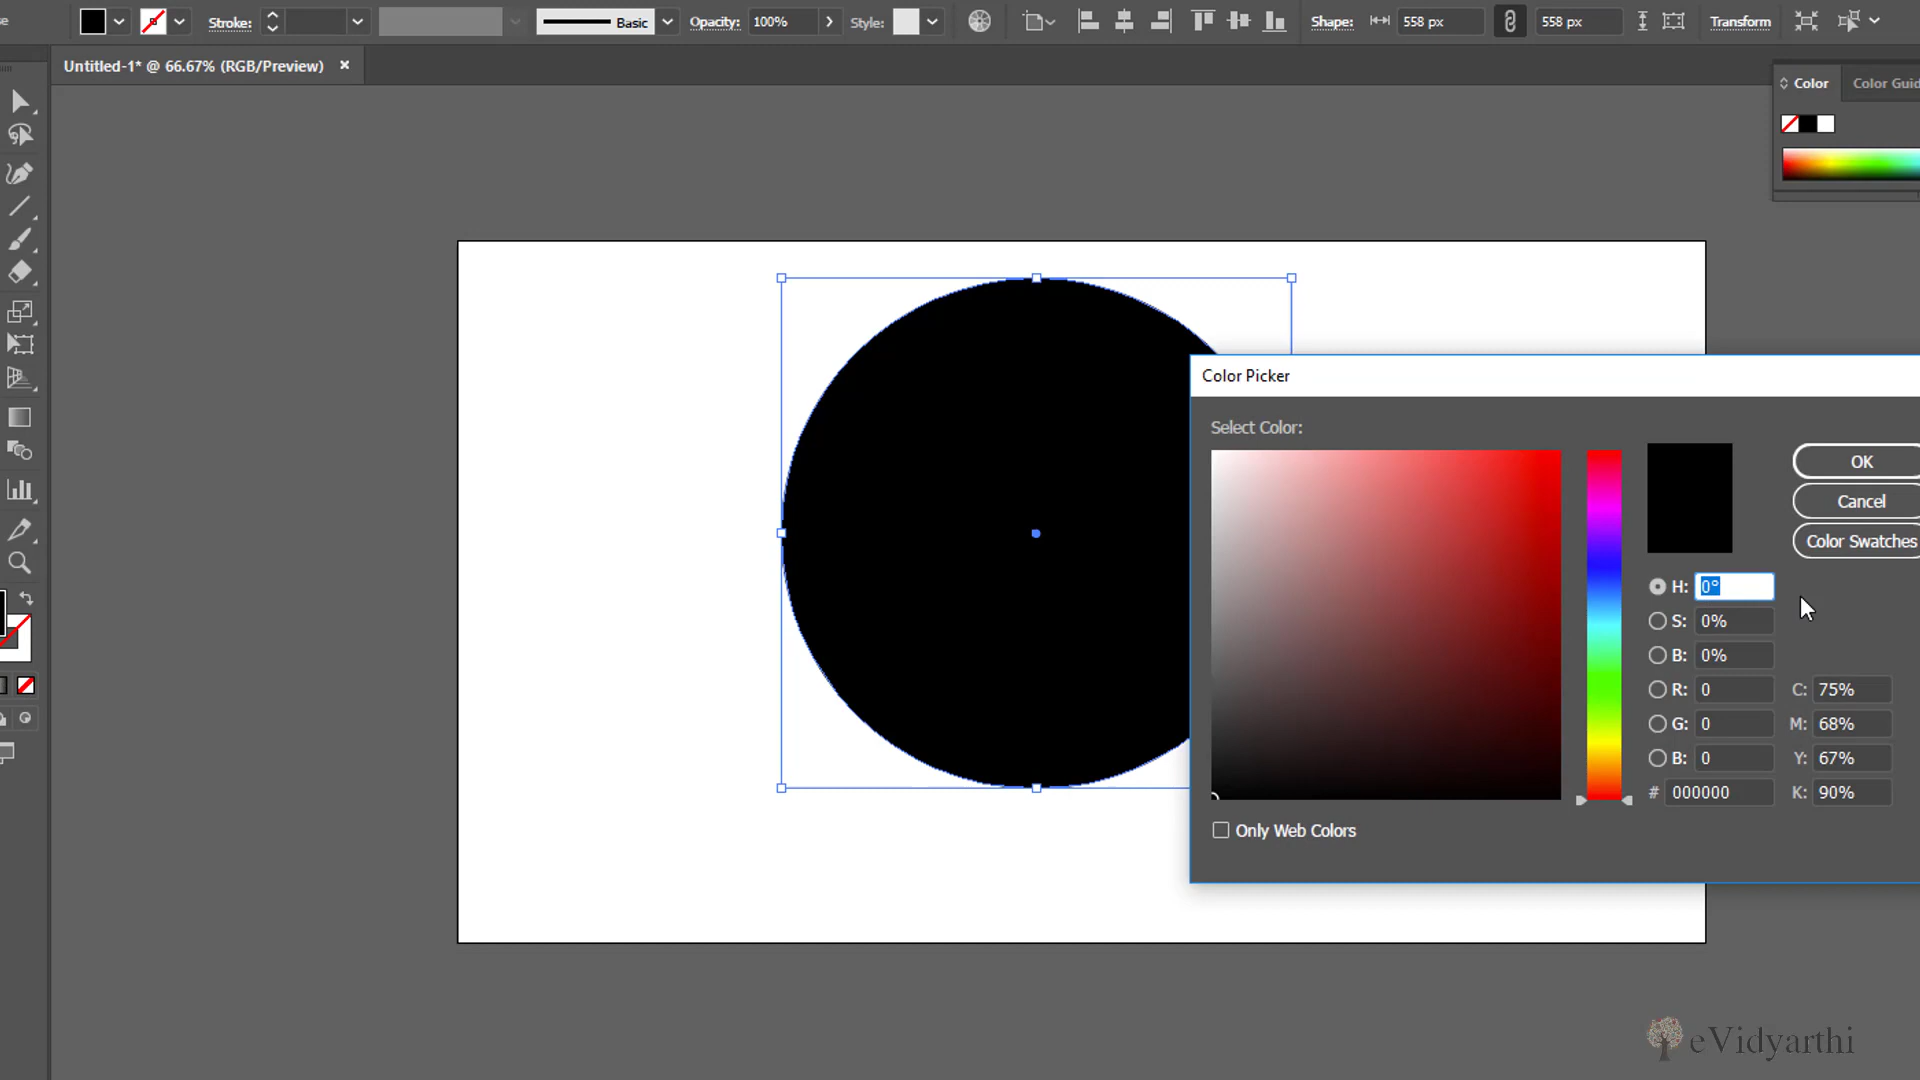 Stroke: Basic Opacity: 100% Style: Shape: 558 px 558 px Transform
Untitled-1* @ 66.67% (RGB/Preview) ×
Color Color Guid
Color Picker
Select Color:
OK
Cancel
Color Swatches
H: 0°
S: 0%
B: 0%
R: 0 C: 75%
G: 0 M: 68%
B: 0 Y: 67%
# 000000 K: 90%
Only Web Colors
eVidyarthi